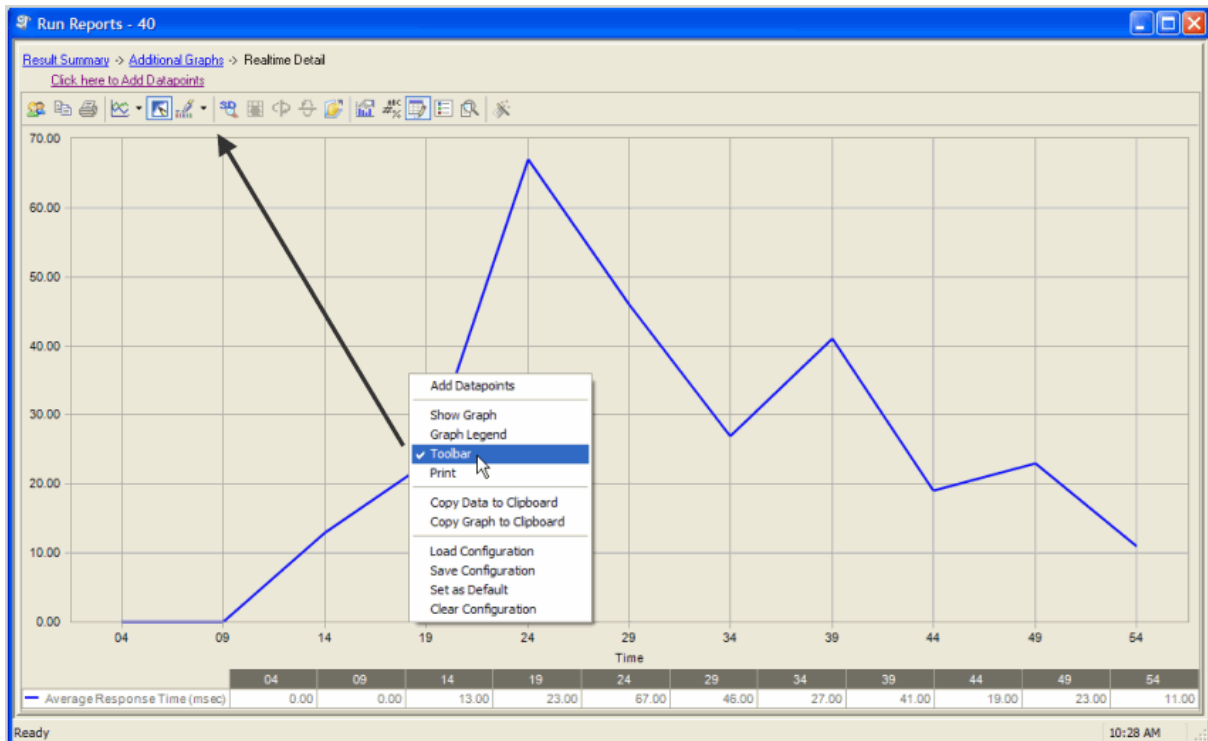 Run Reports - 40
Result Summary -> Additional Graphs -> Realtime Detail
Click here to Add Datapoints
70.00
60.00
50.00
40.00
30.00
20.00
10.00
0.00
Add Datapoints
Show Graph
Graph Legend
Toolbar
Print
Copy Data to Clipboard
Copy Graph to Clipboard
Load Configuration
Save Configuration
Set as Default
Clear Configuration
04 09 14 19 24 29 34 39 44 49 54
Time
04 09 14 19 24 29 34 39 44 49 54
Average Response Time (msec) 0.00 0.00 13.00 23.00 67.00 46.00 27.00 41.00 19.00 23.00 11.00
Ready 10:28 AM